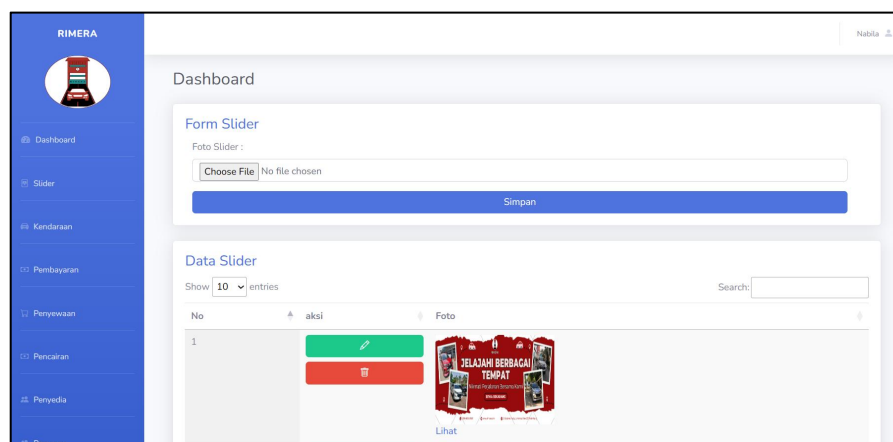 RIMERA
Nabila
Dashboard
Dashboard
Slider
Kendaraan
Pembayaran
Penyewaan
Pencairan
Penyedia
Form Slider
Foto Slider :
Choose File No file chosen
Simpan
Data Slider
Show 10 entries
Search:
No aksi Foto
1
JELAJAHI BERBAGAI
TEMPAT
Lihat